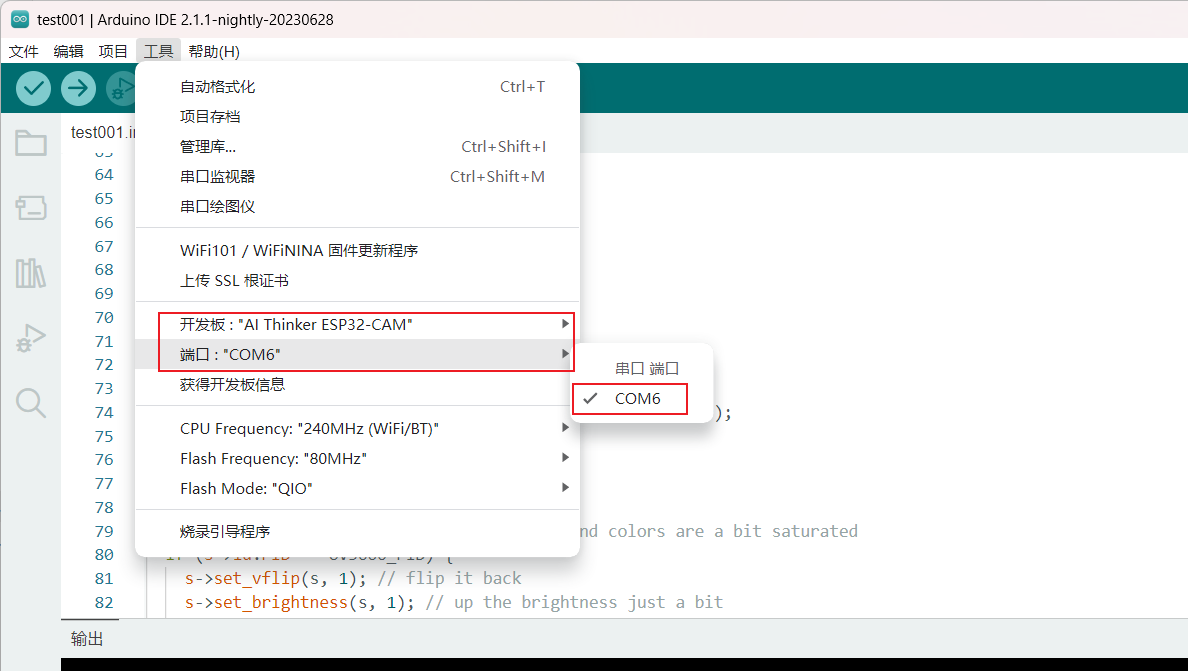 test001 | Arduino IDE 2.1.1-nightly-20230628
文件 编辑 项目 工具 帮助(H)
自动格式化 Ctrl+T
项目存档
管理库... Ctrl+Shift+I
串口监视器 Ctrl+Shift+M
串口绘图仪
WiFi101 / WiFiNINA 固件更新程序
上传 SSL 根证书
开发板 : "AI Thinker ESP32-CAM"
端口 : "COM6"
获得开发板信息
CPU Frequency: "240MHz (WiFi/BT)"
Flash Frequency: "80MHz"
Flash Mode: "QIO"
烧录引导程序
串口 端口
COM6
test001.i
64
65
66
67
68
69
70
71
72
73
74 );
75
76
77
78
79 nd colors are a bit saturated
80
81 s->set_vflip(s, 1); // flip it back
82 s->set_brightness(s, 1); // up the brightness just a bit
输出